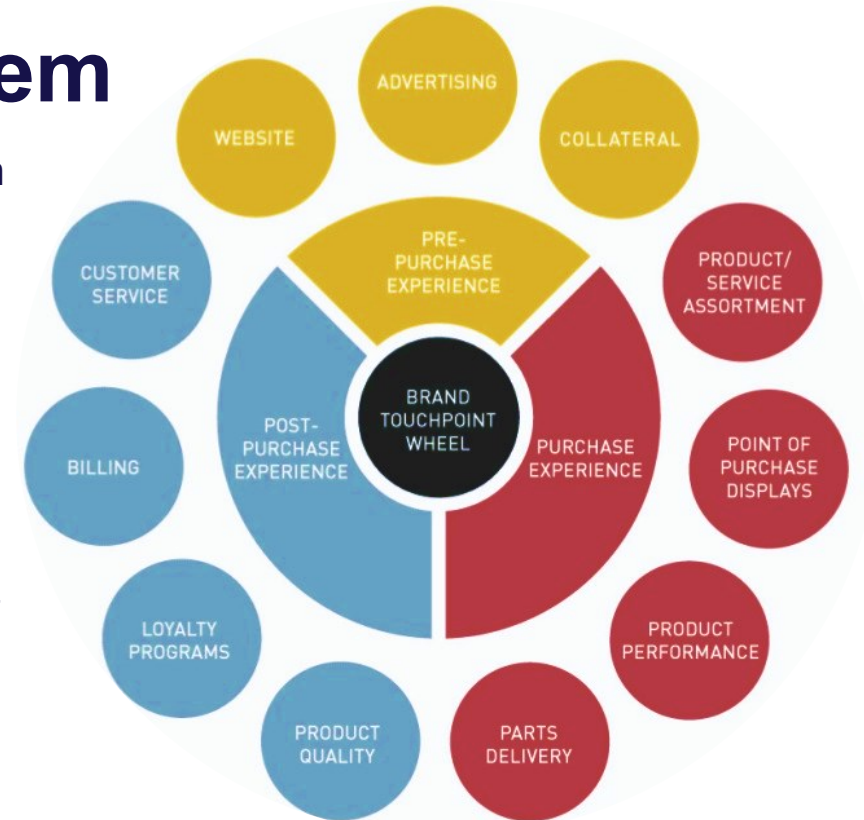 em
n
ADVERTISING
WEBSITE
COLLATERAL
PRE-
PURCHASE
EXPERIENCE
CUSTOMER
SERVICE
PRODUCT/
SERVICE
ASSORTMENT
BRAND
TOUCHPOINT
WHEEL
POST-
PURCHASE
EXPERIENCE
PURCHASE
EXPERIENCE
BILLING
POINT OF
PURCHASE
DISPLAYS
LOYALTY
PROGRAMS
PRODUCT
PERFORMANCE
PRODUCT
QUALITY
PARTS
DELIVERY